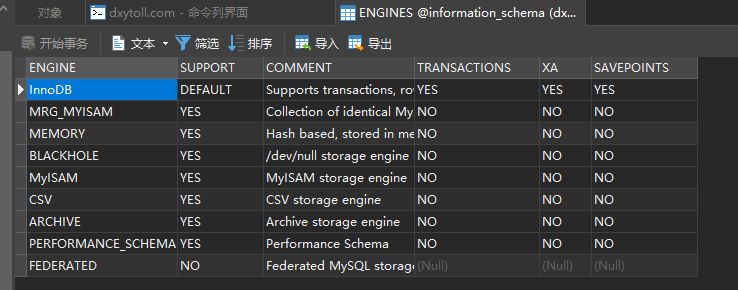 对象 dxytoll.com - 命令列界面 ENGINES @information_schema (dx...
开始事务 文本 筛选 排序 导入 导出
ENGINE SUPPORT COMMENT TRANSACTIONS XA SAVEPOINTS
InnoDB DEFAULT Supports transactions, ro YES YES YES
MRG_MYISAM YES Collection of identical My NO NO NO
MEMORY YES Hash based, stored in me NO NO NO
BLACKHOLE YES /dev/null storage engine NO NO NO
MyISAM YES MyISAM storage engine NO NO NO
CSV YES CSV storage engine NO NO NO
ARCHIVE YES Archive storage engine NO NO NO
PERFORMANCE_SCHEMA YES Performance Schema NO NO NO
FEDERATED NO Federated MySQL storag (Null) (Null) (Null)